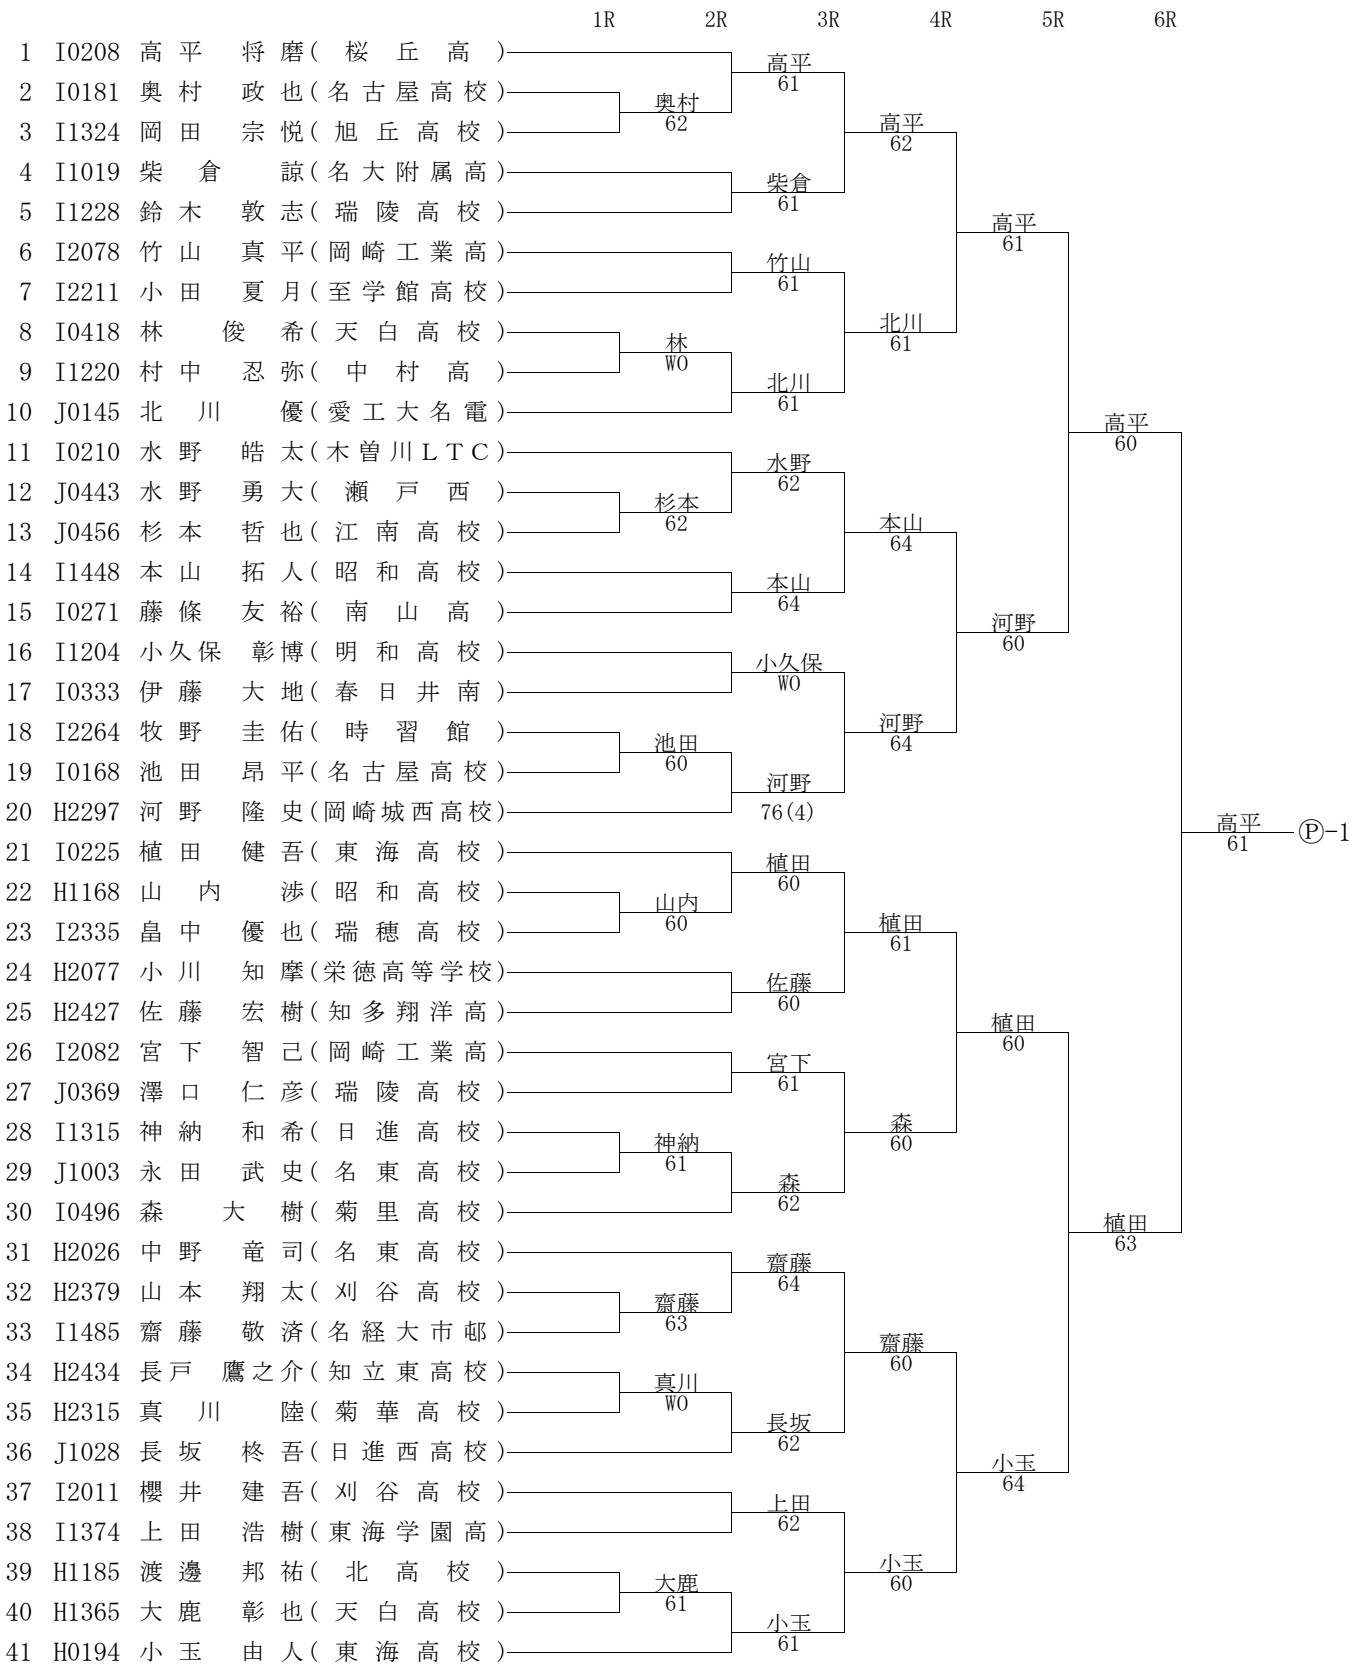 1R 2R 3R 4R 5R 6R
1 I0208 高平 将磨(桜丘高)
高平
61
2 I0181 奥村 政也(名古屋高校)
奥村
62
3 I1324 岡田 宗悦(旭丘高校)
高平
62
4 I1019 柴倉 諒(名大附属高)
柴倉
61
5 I1228 鈴木 敦志(瑞陵高校)
高平
61
6 I2078 竹山 真平(岡崎工業高)
竹山
61
7 I2211 小田 夏月(至学館高校)
8 I0418 林 俊希(天白高校)
北川
61
林
WO
9 I1220 村中 忍弥(中村高)
北川
61
10 J0145 北川 優(愛工大名電)
高平
60
11 I0210 水野 皓太(木曽川LTC)
水野
62
12 J0443 水野 勇大(瀬戸西)
杉本
62
13 J0456 杉本 哲也(江南高校)
本山
64
14 I1448 本山 拓人(昭和高校)
本山
64
15 I0271 藤條 友裕(南山高)
河野
60
16 I1204 小久保 彰博(明和高校)
小久保
WO
17 I0333 伊藤 大地(春日井南)
18 I2264 牧野 圭佑(時習館)
河野
64
池田
60
19 I0168 池田 昂平(名古屋高校)
河野
76(4)
20 H2297 河野 隆史(岡崎城西高校)
高平
61
Ⓟ-1
21 I0225 植田 健吾(東海高校)
植田
60
22 H1168 山内 渉(昭和高校)
山内
60
23 I2335 畠中 優也(瑞穂高校)
植田
61
24 H2077 小川 知摩(栄徳高等学校)
佐藤
60
25 H2427 佐藤 宏樹(知多翔洋高)
植田
60
26 I2082 宮下 智己(岡崎工業高)
宮下
61
27 J0369 澤口 仁彦(瑞陵高校)
28 I1315 神納 和希(日進高校)
森
60
神納
61
29 J1003 永田 武史(名東高校)
森
62
30 I0496 森 大樹(菊里高校)
植田
63
31 H2026 中野 竜司(名東高校)
齋藤
64
32 H2379 山本 翔太(刈谷高校)
齋藤
63
33 I1485 齋藤 敬済(名経大市邨)
齋藤
60
34 H2434 長戸 鷹之介(知立東高校)
真川
WO
35 H2315 真川 陸(菊華高校)
長坂
62
36 J1028 長坂 柊吾(日進西高校)
小玉
64
37 I2011 櫻井 建吾(刈谷高校)
上田
62
38 I1374 上田 浩樹(東海学園高)
39 H1185 渡邊 邦祐(北高校)
小玉
60
大鹿
61
40 H1365 大鹿 彰也(天白高校)
小玉
61
41 H0194 小玉 由人(東海高校)